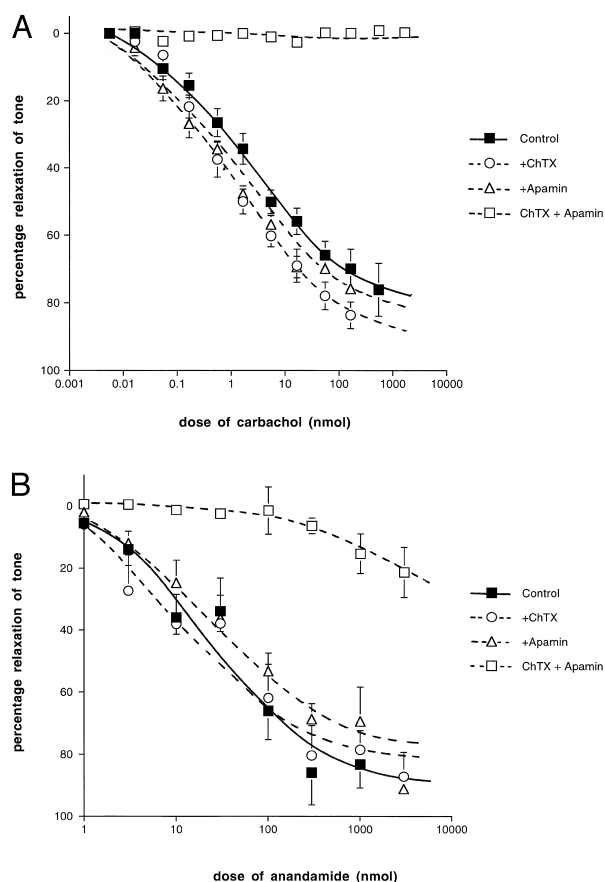 A
0
20
40
60
80
100
percentage relaxation of tone
0.001 0.01 0.1 1 10 100 1000 10000
dose of carbachol (nmol)
Control
+ChTX
+Apamin
ChTX + Apamin
B
0
20
40
60
80
100
percentage relaxation of tone
1 10 100 1000 10000
dose of anandamide (nmol)
Control
+ChTX
+Apamin
ChTX + Apamin